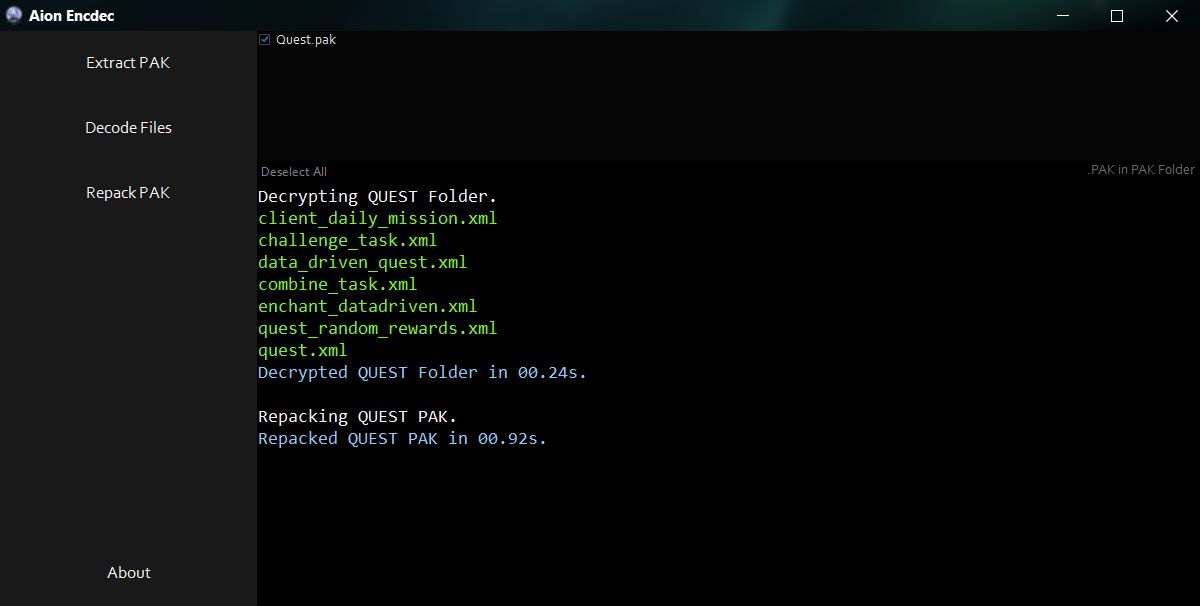 Aion Encdec
Extract PAK
Decode Files
Repack PAK
About
Quest.pak
Deselect All
.PAK in PAK Folder
Decrypting QUEST Folder.
client_daily_mission.xml
challenge_task.xml
data_driven_quest.xml
combine_task.xml
enchant_datadriven.xml
quest_random_rewards.xml
quest.xml
Decrypted QUEST Folder in 00.24s.
Repacking QUEST PAK.
Repacked QUEST PAK in 00.92s.